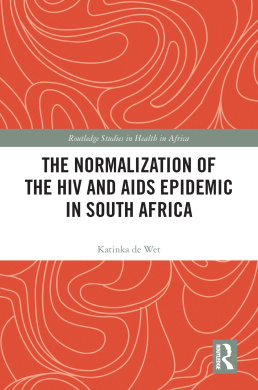 Routledge Studies in Health in Africa
THE NORMALIZATION OF
THE HIV AND AIDS EPIDEMIC
IN SOUTH AFRICA
Katinka de Wet
R
ROUTLEDGE